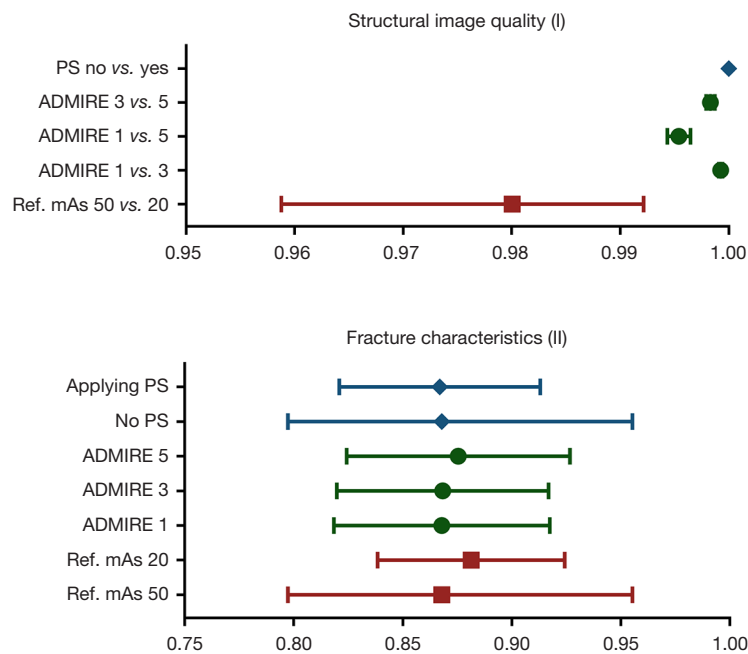 Structural image quality (I)
PS no vs. yes
ADMIRE 3 vs. 5
ADMIRE 1 vs. 5
ADMIRE 1 vs. 3
Ref. mAs 50 vs. 20
0.95 0.96 0.97 0.98 0.99 1.00
Fracture characteristics (II)
Applying PS
No PS
ADMIRE 5
ADMIRE 3
ADMIRE 1
Ref. mAs 20
Ref. mAs 50
0.75 0.80 0.85 0.90 0.95 1.00